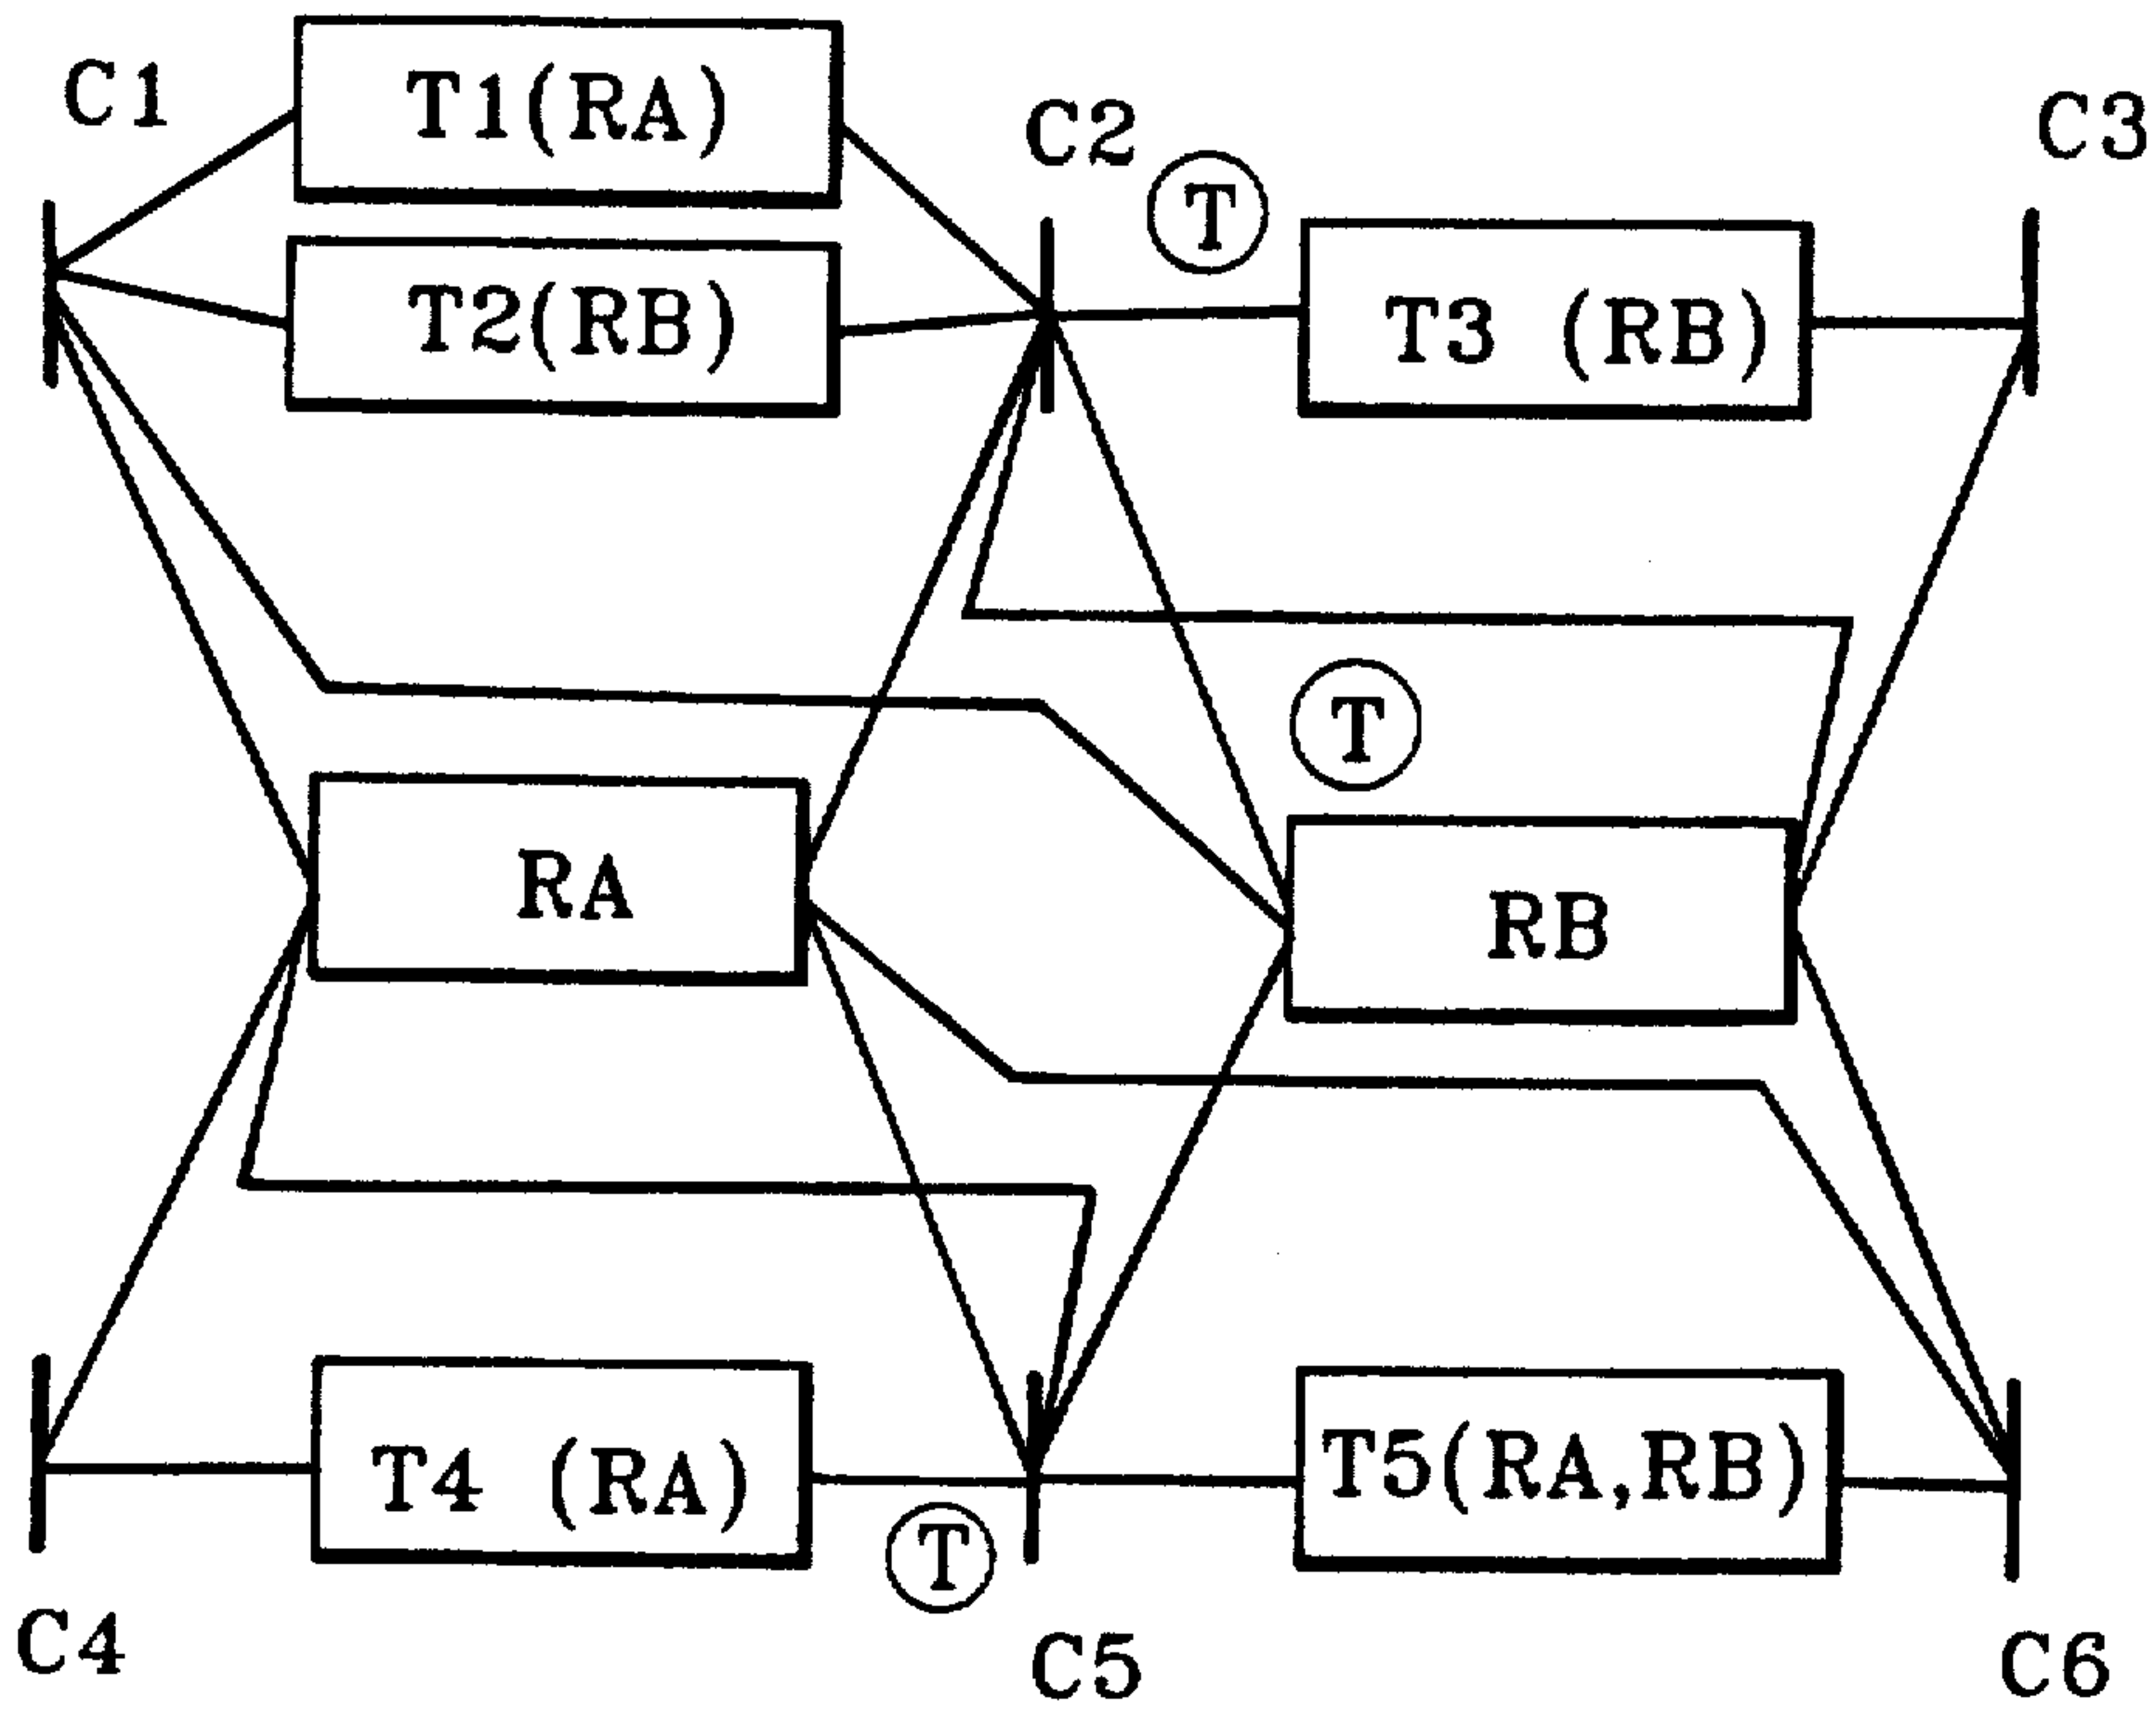 C1
T1(RA)
C2
C3
T
T2(RB)
T3 (RB)
T
RA
RB
T4 (RA)
T5(RA,RB)
T
C4
C5
C6